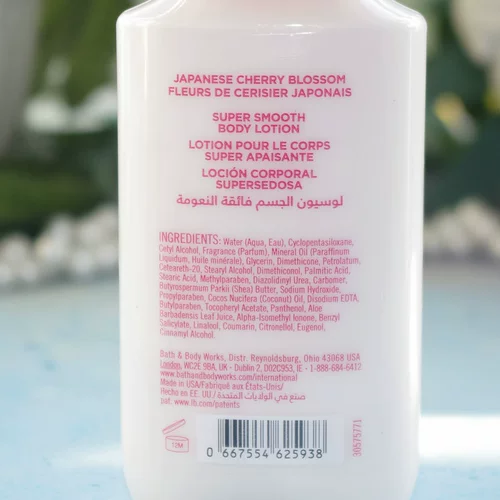 JAPANESE CHERRY BLOSSOM
FLEURS DE CERISIER JAPONAIS
SUPER SMOOTH
BODY LOTION
LOTION POUR LE CORPS
SUPER APAISANTE
LOCIÓN CORPORAL
SUPERSEDOSA
لوسيون الجسم فائقة النعومة
INGREDIENTS: Water (Aqua, Eau), Cyclopentasiloxane,
Cetyl Alcohol, Fragrance (Parfum), Mineral Oil (Paraffinum
Liquidum, Huile minérale), Glycerin, Dimethicone, Petrolatum,
Ceteareth-20, Stearyl Alcohol, Dimethiconol, Palmitic Acid,
Stearic Acid, Methylparaben, Diazolidinyl Urea, Carbomer,
Butyrospermum Parkii (Shea) Butter, Sodium Hydroxide,
Propylparaben, Cocos Nucifera (Coconut) Oil, Disodium EDTA,
Butylparaben, Tocopheryl Acetate, Panthenol, Aloe
Barbadensis Leaf Juice, Alpha-Isomethyl Ionone, Benzyl
Salicylate, Linalool, Coumarin, Citronellol, Eugenol,
Cinnamyl Alcohol.
Bath & Body Works, Distr. Reynoldsburg, Ohio 43068 USA
London, WC2E 9BA, UK - Dublin 2, D02C953, IE - 1-888-684-6412
www.bathandbodyworks.com/international
Made in USA/Fabriqué aux États-Unis/
Hecho en EE. UU./صنع في الولايات المتحدة
pat. www.lb.com/patents
12M
0 667554 625938
30575771